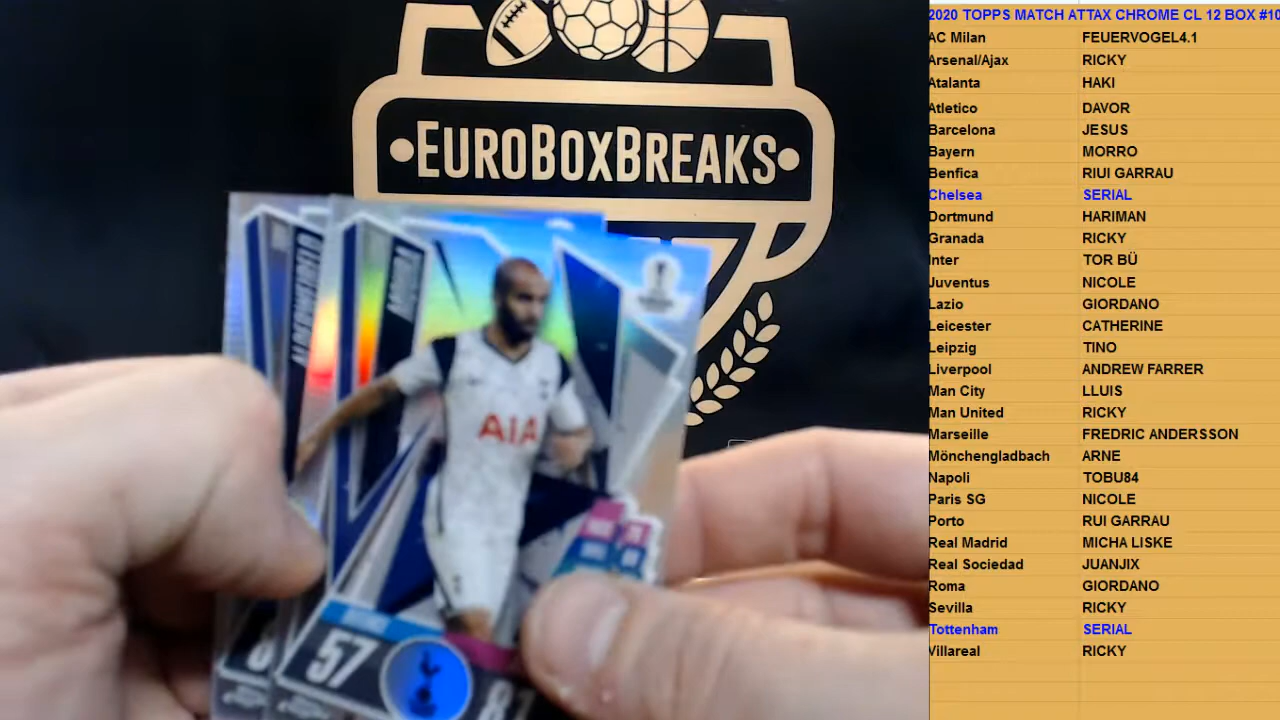 •EUROBOXBREAKS•
ALDERWEIRELD
MOURA
AIA
57
2020 TOPPS MATCH ATTAX CHROME CL 12 BOX #10
AC Milan FEUERVOGEL4.1
Arsenal/Ajax RICKY
Atalanta HAKI
Atletico DAVOR
Barcelona JESUS
Bayern MORRO
Benfica RIUI GARRAU
Chelsea SERIAL
Dortmund HARIMAN
Granada RICKY
Inter TOR BÜ
Juventus NICOLE
Lazio GIORDANO
Leicester CATHERINE
Leipzig TINO
Liverpool ANDREW FARRER
Man City LLUIS
Man United RICKY
Marseille FREDRIC ANDERSSON
Mönchengladbach ARNE
Napoli TOBU84
Paris SG NICOLE
Porto RUI GARRAU
Real Madrid MICHA LISKE
Real Sociedad JUANJIX
Roma GIORDANO
Sevilla RICKY
Tottenham SERIAL
Villareal RICKY